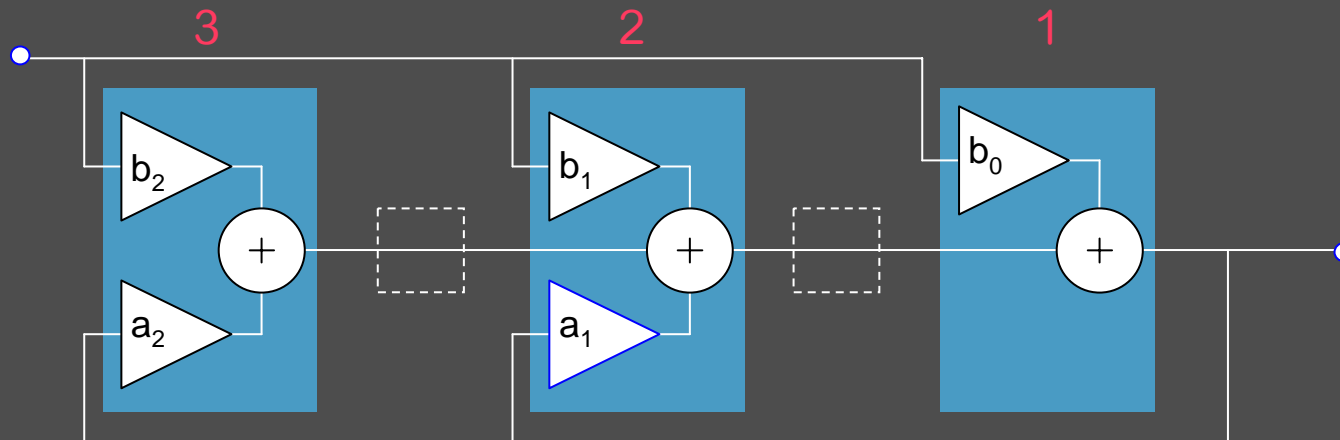 3 2 1
b₂ b₁ b₀
+ + +
a₂ a₁